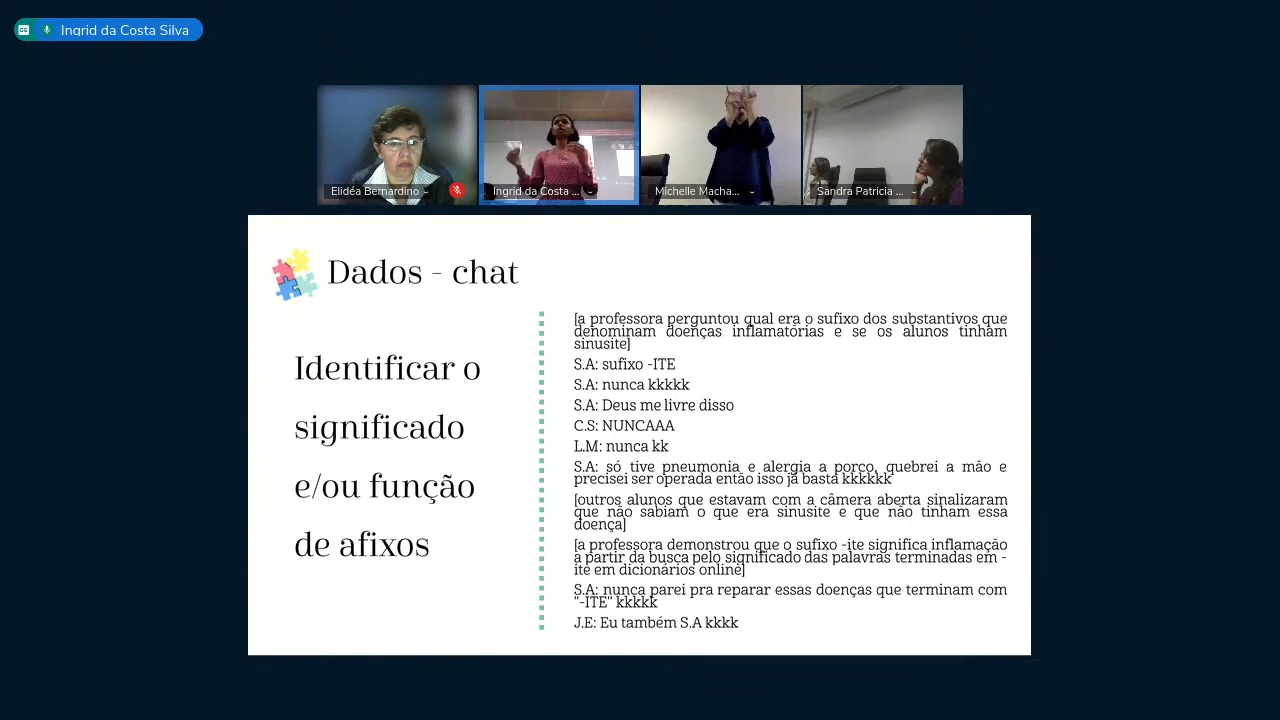 Ingrid da Costa Silva
Elidéa Bernardino
Ingrid da Costa ...
Michelle Macha...
Sandra Patricia ...
Dados - chat
Identificar o
significado
e/ou função
de afixos
[a professora perguntou qual era o sufixo dos substantivos que
denominam doenças inflamatórias e se os alunos tinham
sinusite]
S.A: sufixo -ITE
S.A: nunca kkkkk
S.A: Deus me livre disso
C.S: NUNCAAA
L.M: nunca kk
S.A: só tive pneumonia e alergia a porco, quebrei a mão e
precisei ser operada então isso já basta kkkkkk
[outros alunos que estavam com a câmera aberta sinalizaram
que não sabiam o que era sinusite e que não tinham essa
doença]
[a professora demonstrou que o sufixo -ite significa inflamação
a partir da busca pelo significado das palavras terminadas em -
ite em dicionários online]
S.A: nunca parei pra reparar essas doenças que terminam com
"-ITE" kkkkk
J.E: Eu também S.A kkkk